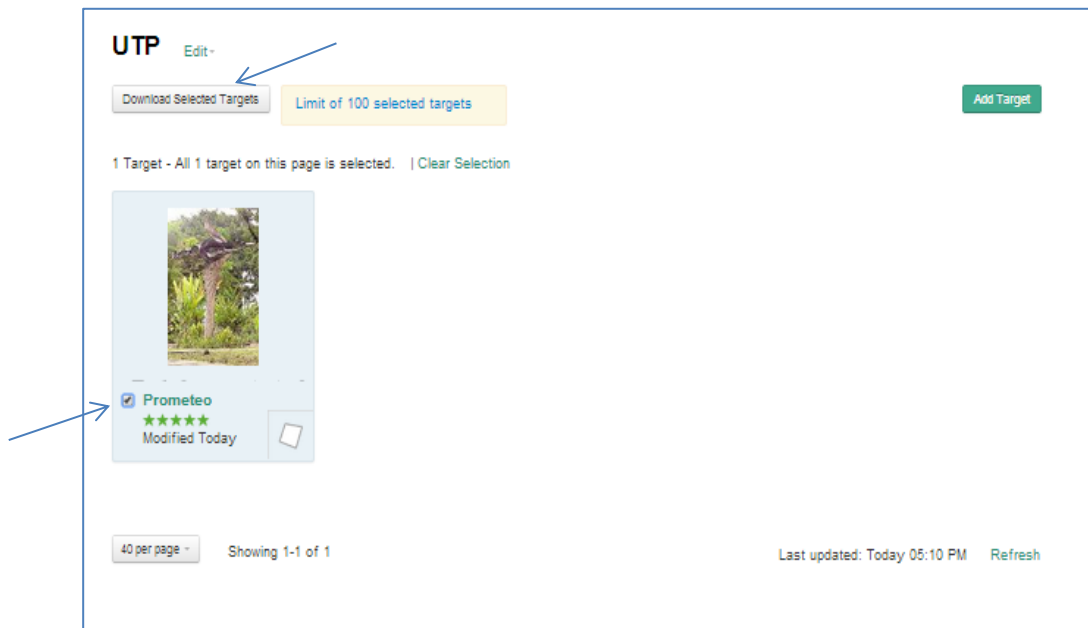 UTP Edit
Download Selected Targets Limit of 100 selected targets Add Target
1 Target - All 1 target on this page is selected. | Clear Selection
Prometeo
★★★★★
Modified Today
40 per page Showing 1-1 of 1 Last updated: Today 05:10 PM Refresh